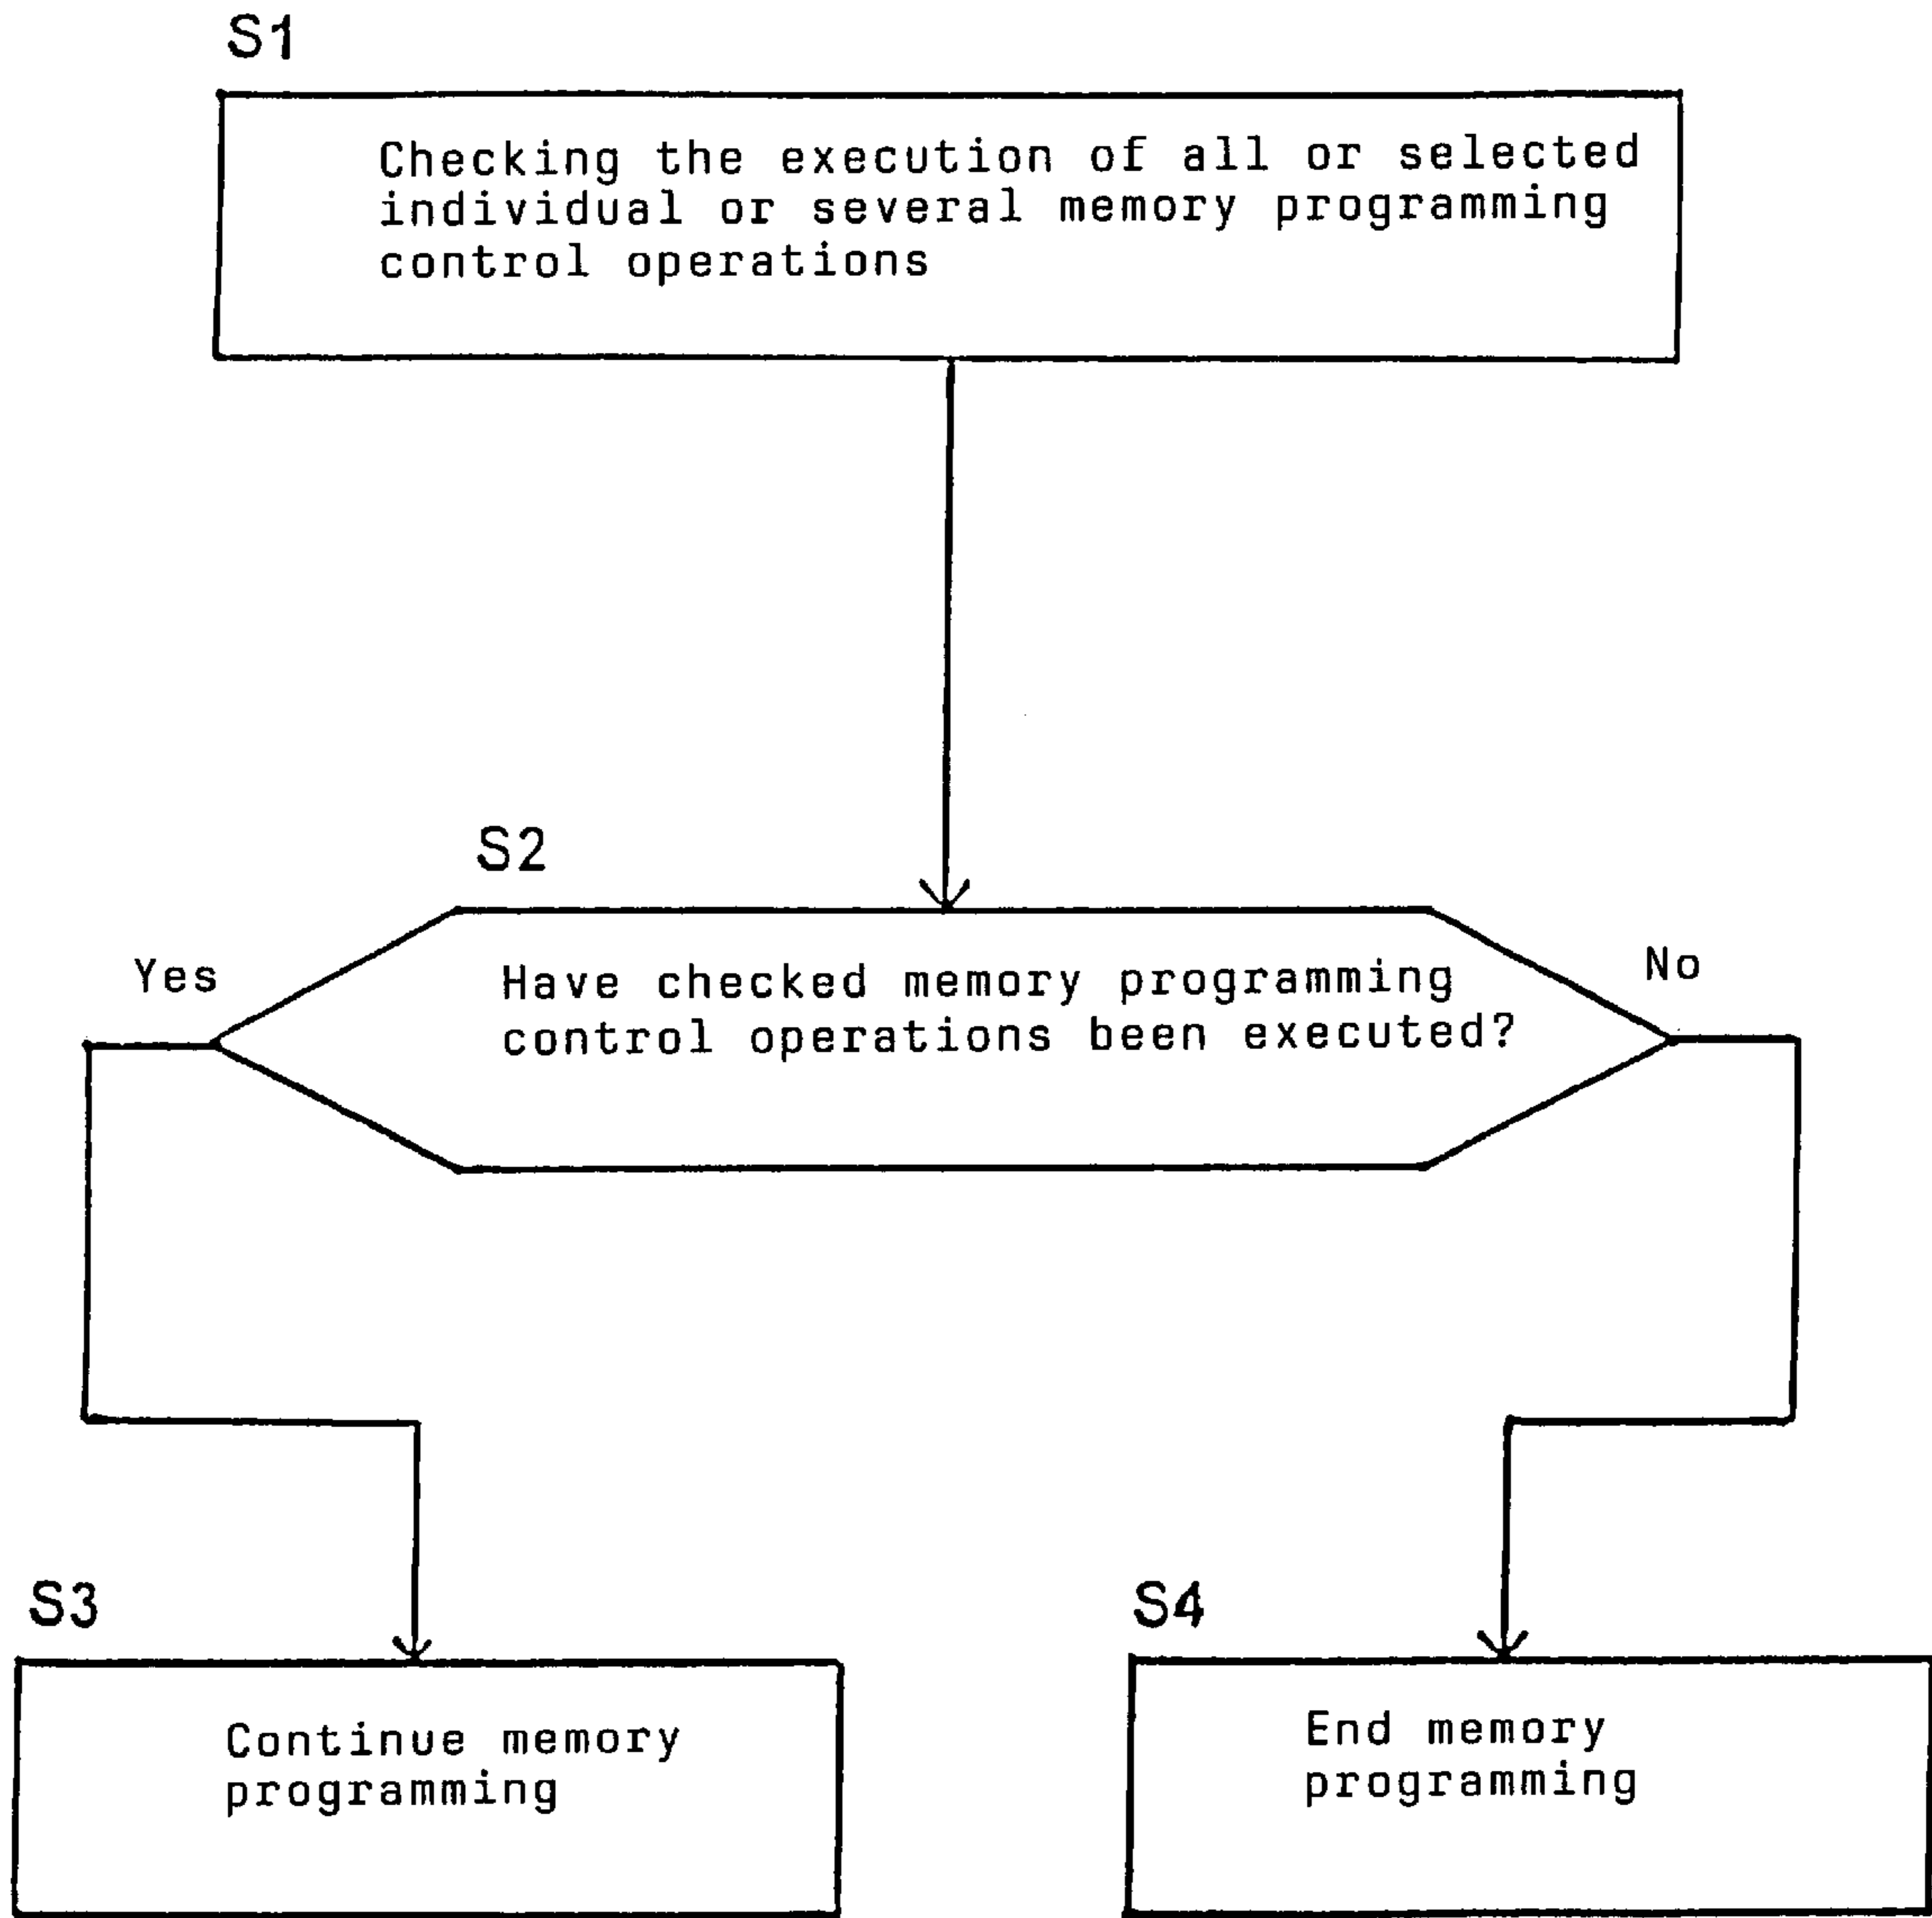 S1
Checking the execution of all or selected
individual or several memory programming
control operations
S2
Yes
Have checked memory programming
control operations been executed?
No
S3
Continue memory
programming
S4
End memory
programming